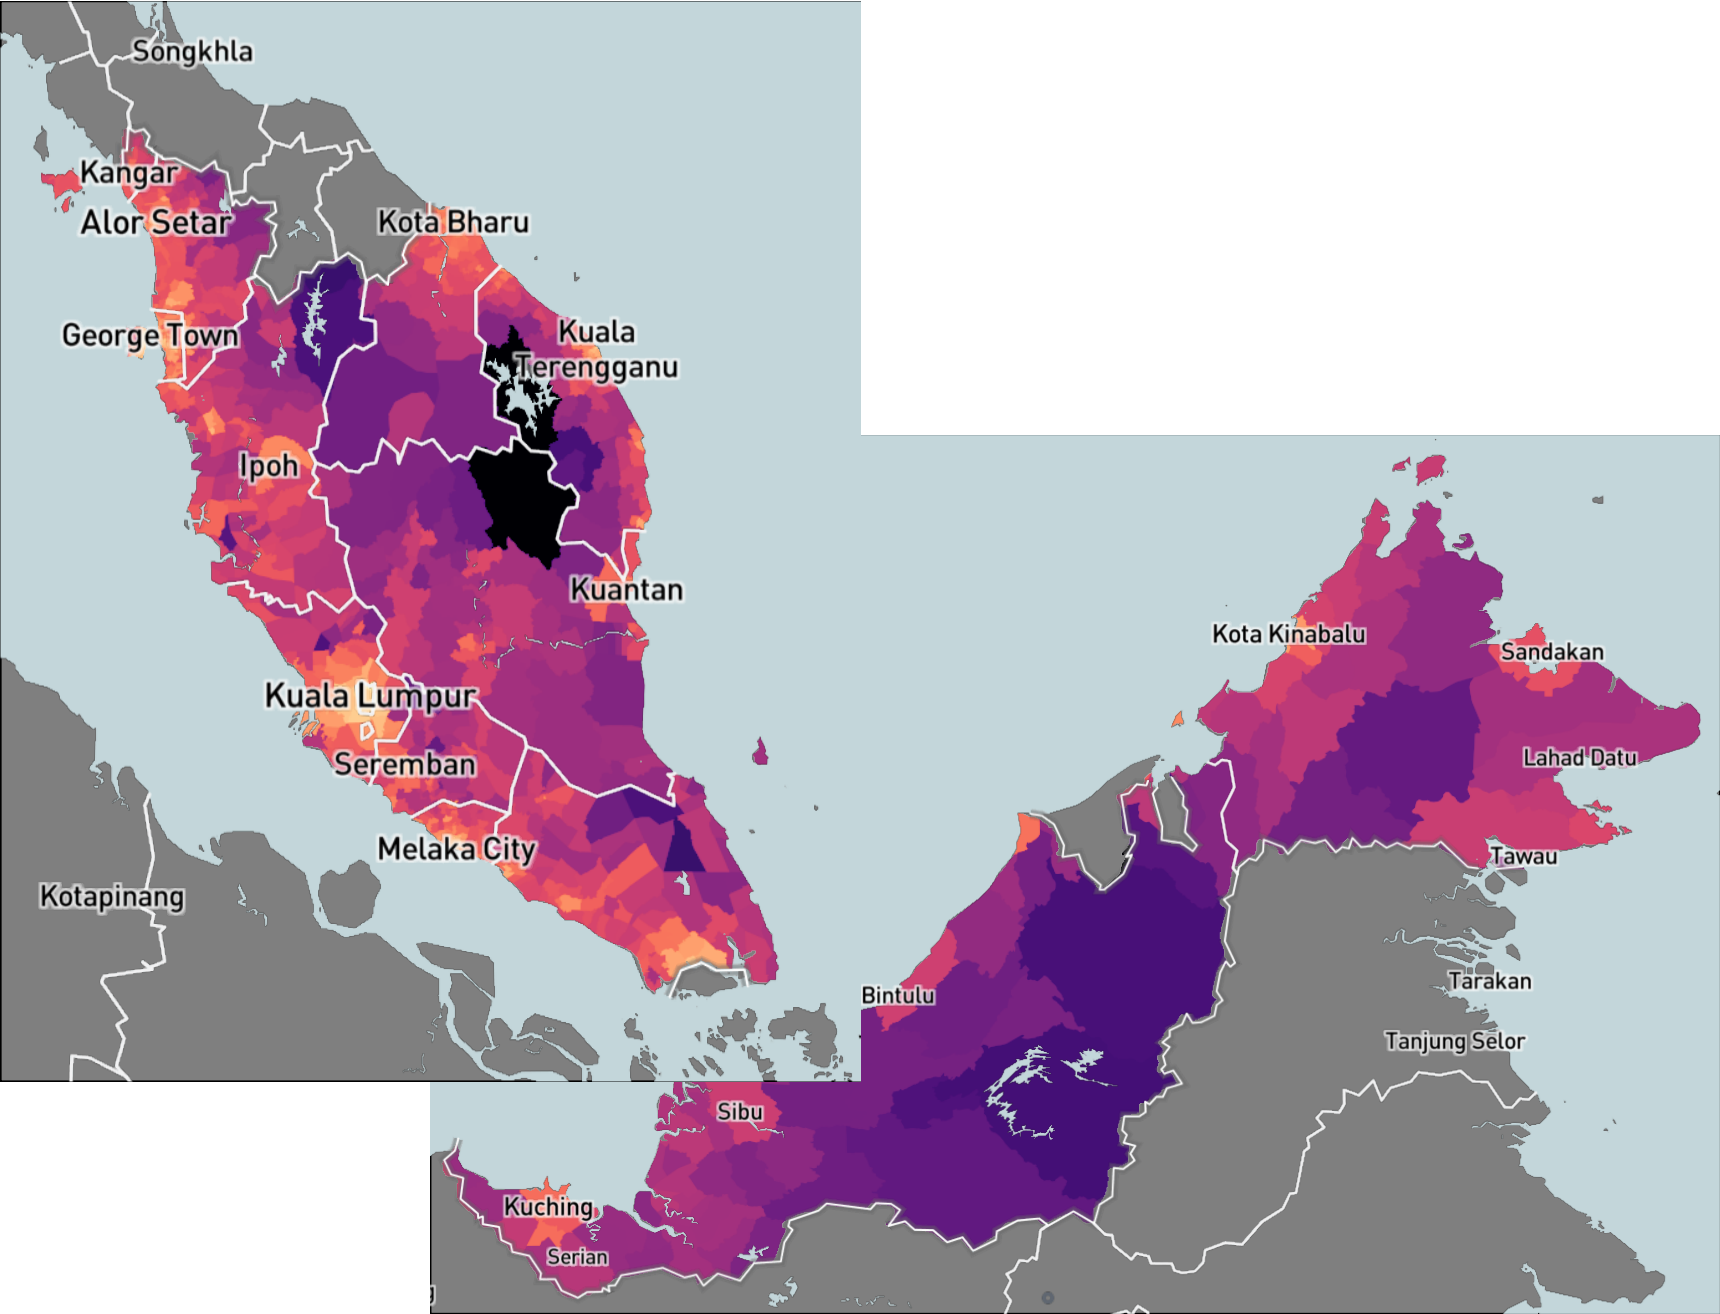 Songkhla
Kangar
Alor Setar
Kota Bharu
George Town
Kuala
Terengganu
Ipoh
Kuantan
Kuala Lumpur
Seremban
Melaka City
Kotapinang
Kota Kinabalu
Sandakan
Lahad Datu
Tawau
Bintulu
Tarakan
Tanjung Selor
Sibu
Kuching
Serian